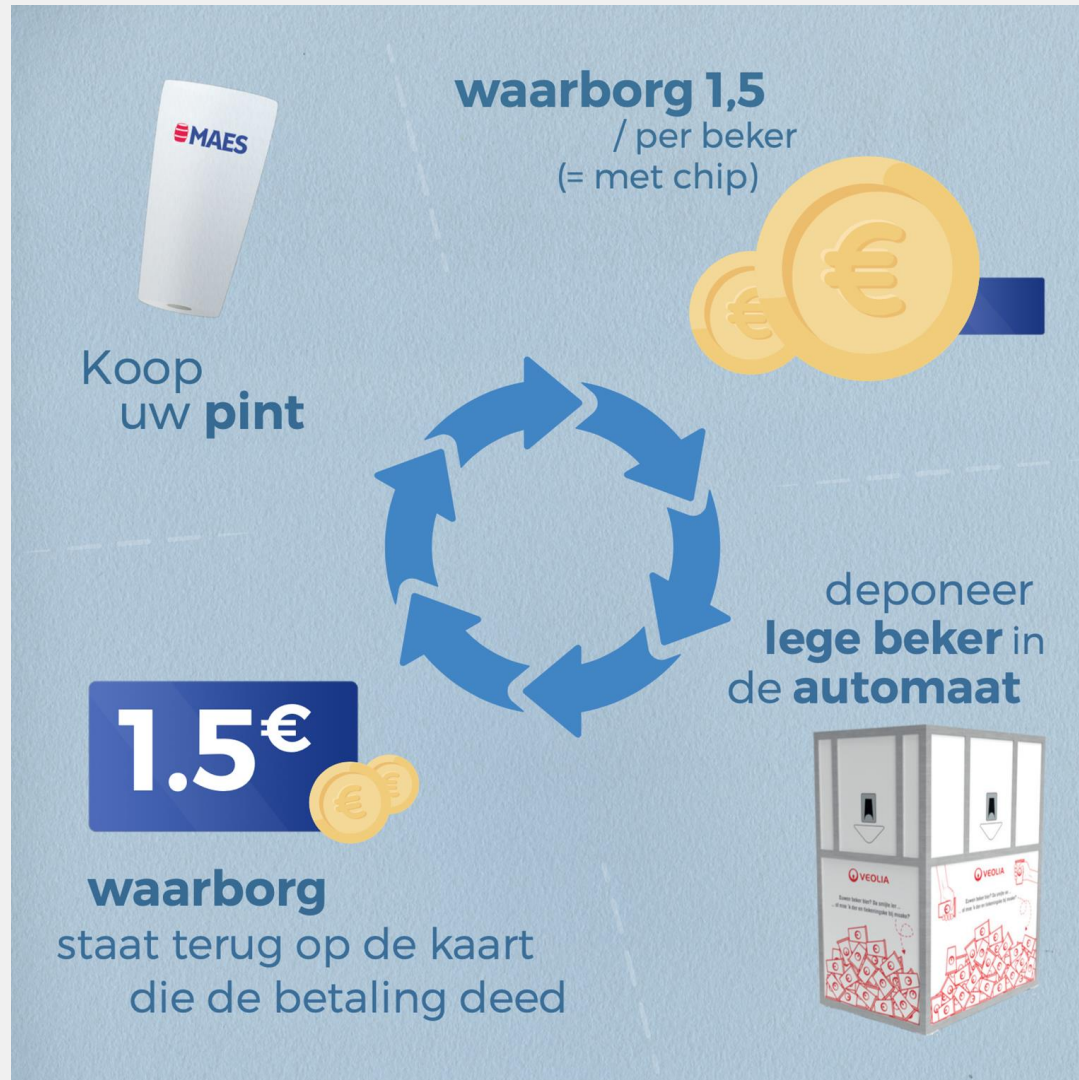 MAES
Koop
uw pint
waarborg 1,5
/ per beker
(= met chip)
€
€
deponeer
lege beker in
de automaat
VEOLIA
VEOLIA
1.5€
€
waarborg
staat terug op de kaart
die de betaling deed